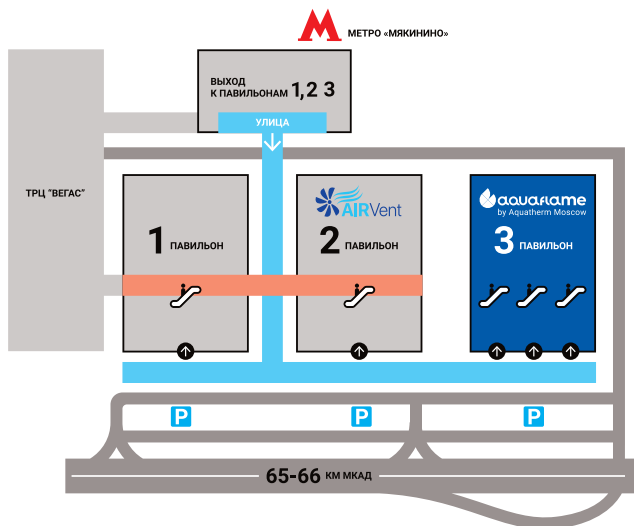 М МЕТРО «МЯКИНИНО»
ВЫХОД
К ПАВИЛЬОНАМ 1,2 3
УЛИЦА
ТРЦ "ВЕГАС"
AIRVent
aquaflame
by Aquatherm Moscow
1 ПАВИЛЬОН
2 ПАВИЛЬОН
3 ПАВИЛЬОН
P
P
P
65-66 КМ МКАД